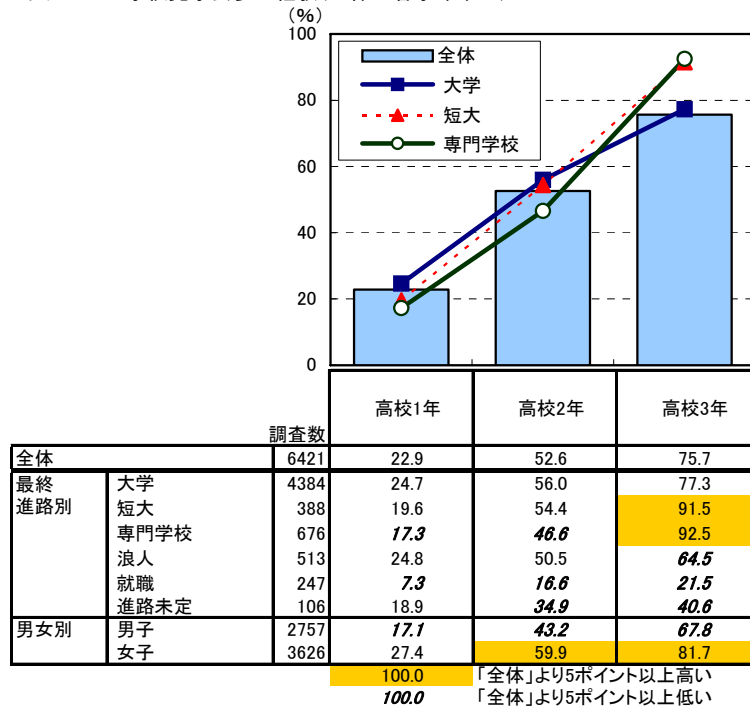 (%)
100
80
60
40
20
0
全体
大学
短大
専門学校
高校1年 高校2年 高校3年
調査数
全体 6421 22.9 52.6 75.7
最終進路別 大学 4384 24.7 56.0 77.3
短大 388 19.6 54.4 91.5
専門学校 676 17.3 46.6 92.5
浪人 513 24.8 50.5 64.5
就職 247 7.3 16.6 21.5
進路未定 106 18.9 34.9 40.6
男女別 男子 2757 17.1 43.2 67.8
女子 3626 27.4 59.9 81.7
100.0 「全体」より5ポイント以上高い
100.0 「全体」より5ポイント以上低い